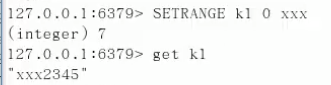 127.0.0.1:6379> SETRANGE k1 0 xxx
(integer) 7
127.0.0.1:6379> get k1
"xxx2345"